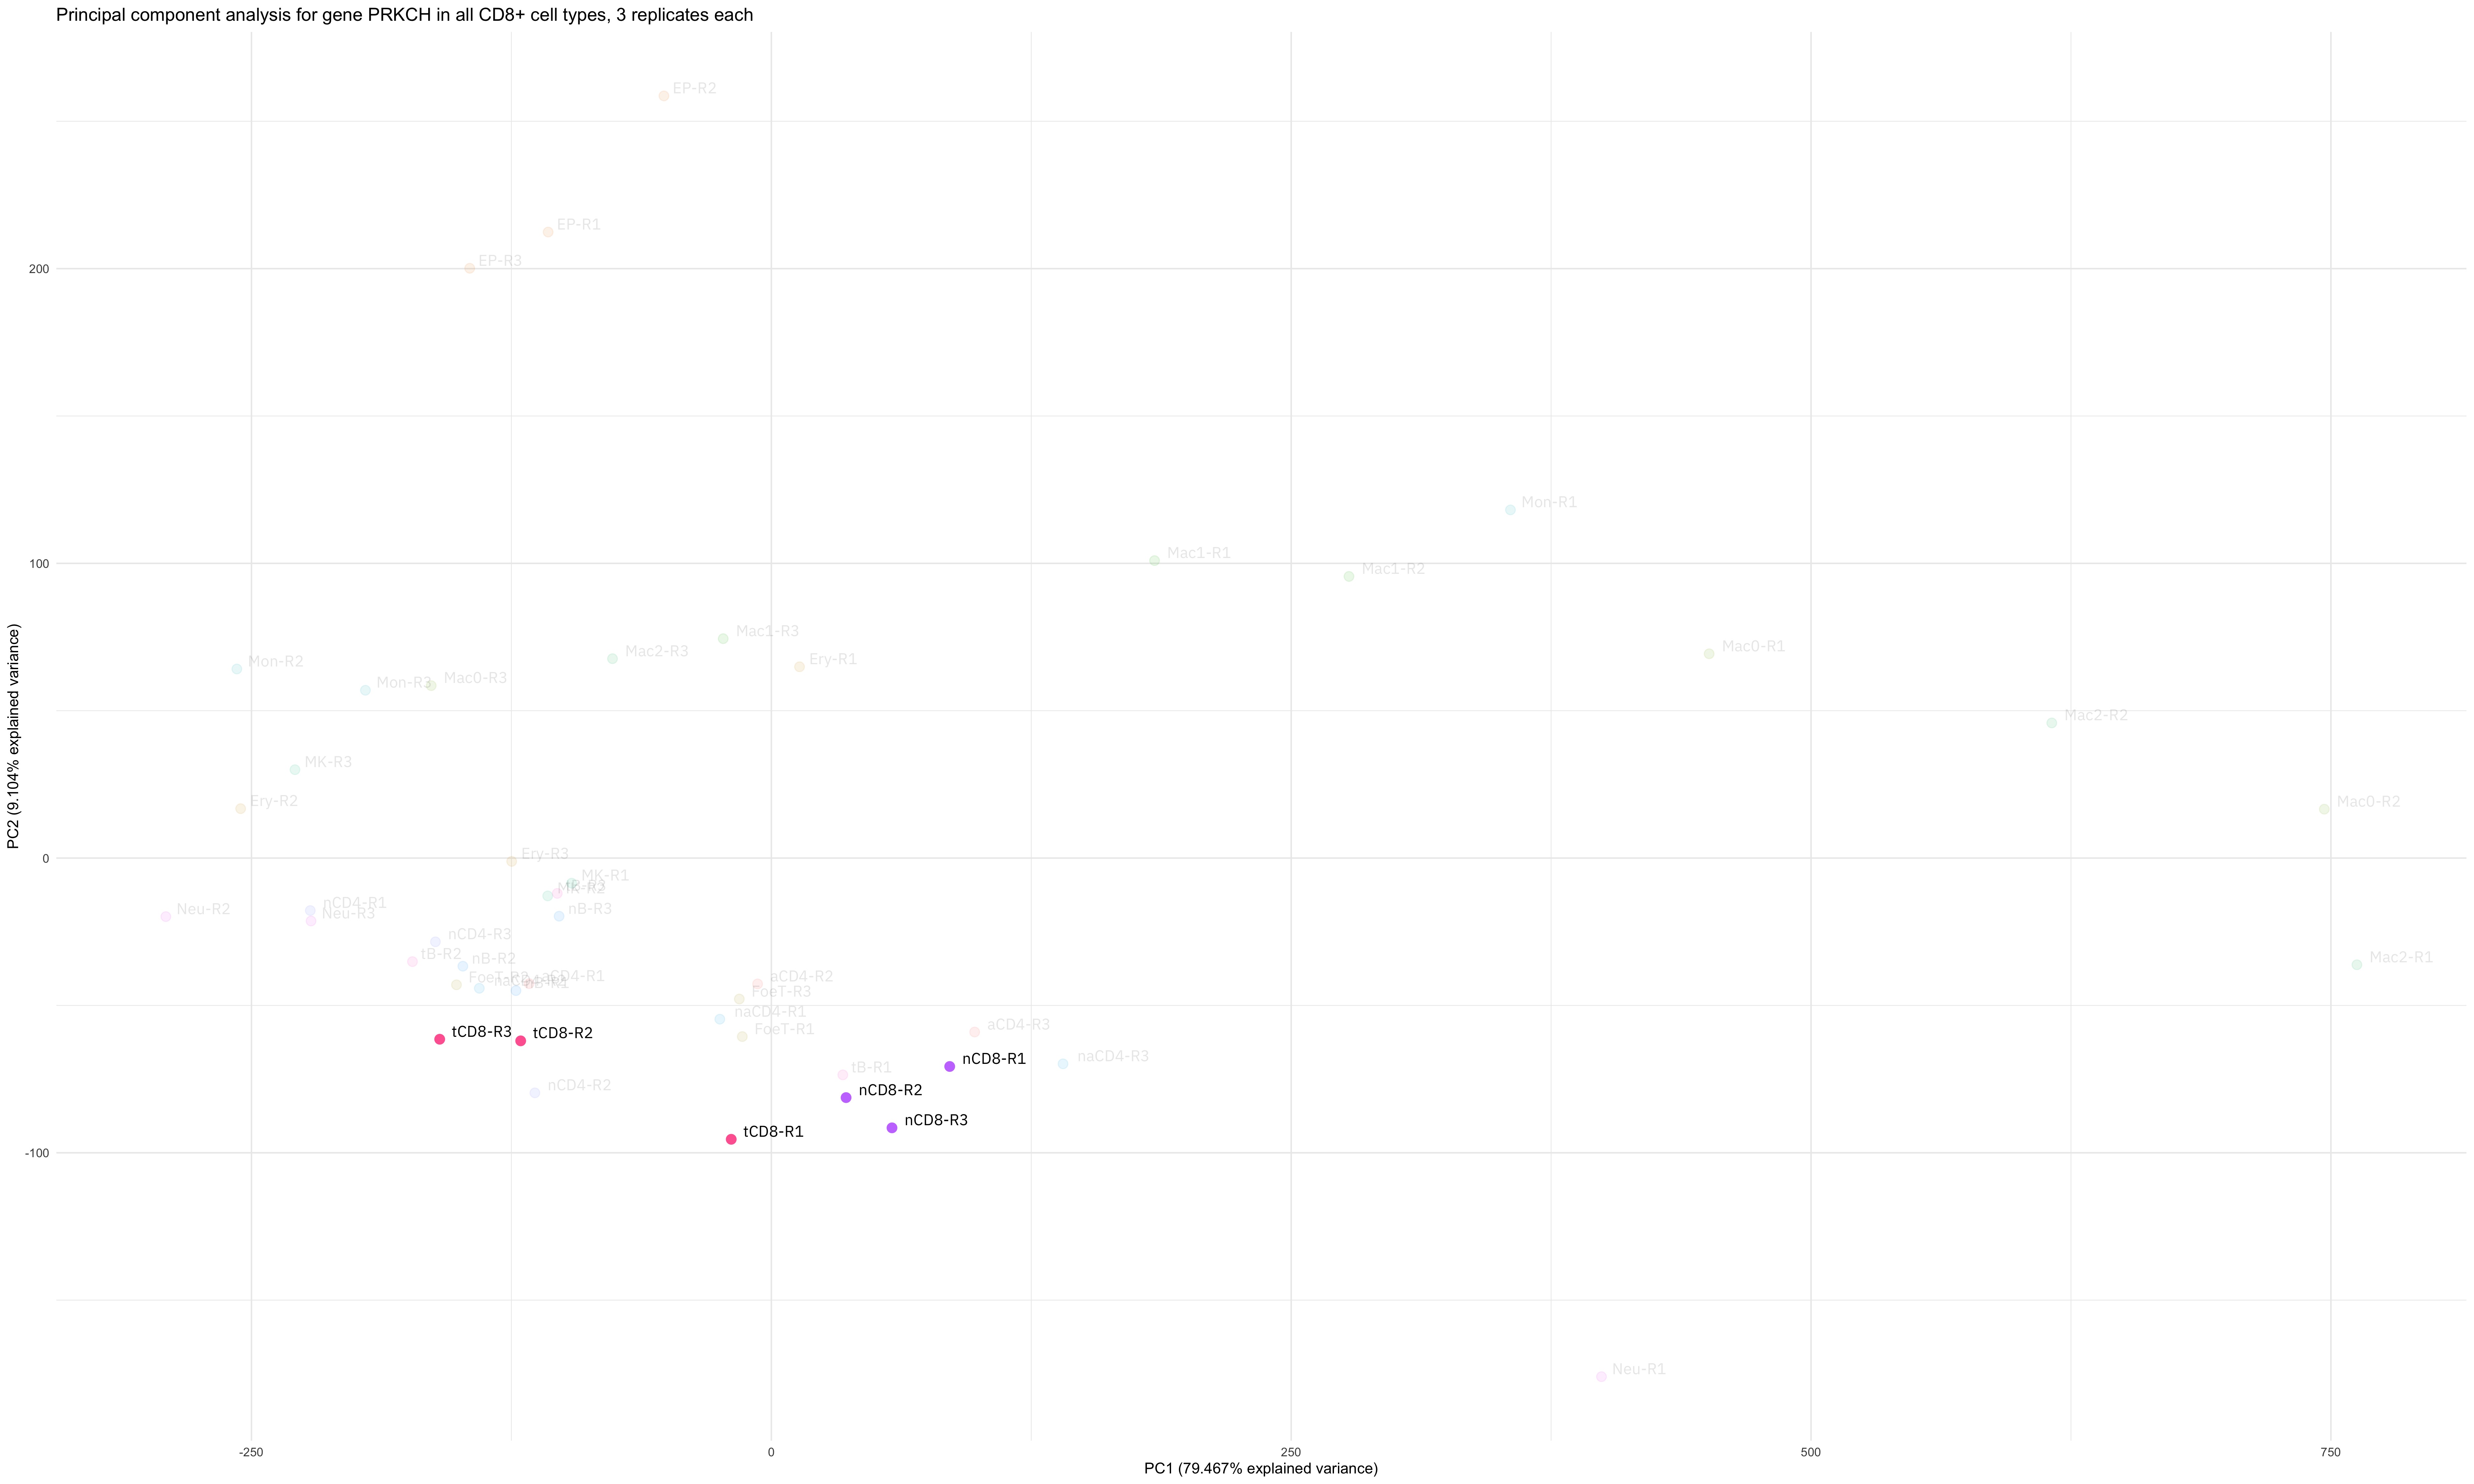 Principal component analysis for gene PRKCH in all CD8+ cell types, 3 replicates each
EP-R2
EP-R1
EP-R3
200
Mon-R1
Mac1-R1
Mac1-R2
100
Mac1-R3
Mac2-R3
Ery-R1
Mac0-R1
Mon-R2
Mon-R3
Mac0-R3
Mac2-R2
MK-R3
Ery-R2
Mac0-R2
PC2 (9.104% explained variance)
0
Ery-R3
MK-R1
MK-R2
nB-R3
nCD4-R1
Neu-R2
Neu-R3
nCD4-R3
tB-R2
nB-R2
Mac2-R1
aCD4-R1
aCD4-R2
FoeT-R3
naCD4-R1
FoeT-R1
aCD4-R3
tCD8-R3
tCD8-R2
nCD8-R1
naCD4-R3
tB-R1
nCD4-R2
nCD8-R2
nCD8-R3
tCD8-R1
-100
Neu-R1
-250
0
250
500
750
PC1 (79.467% explained variance)